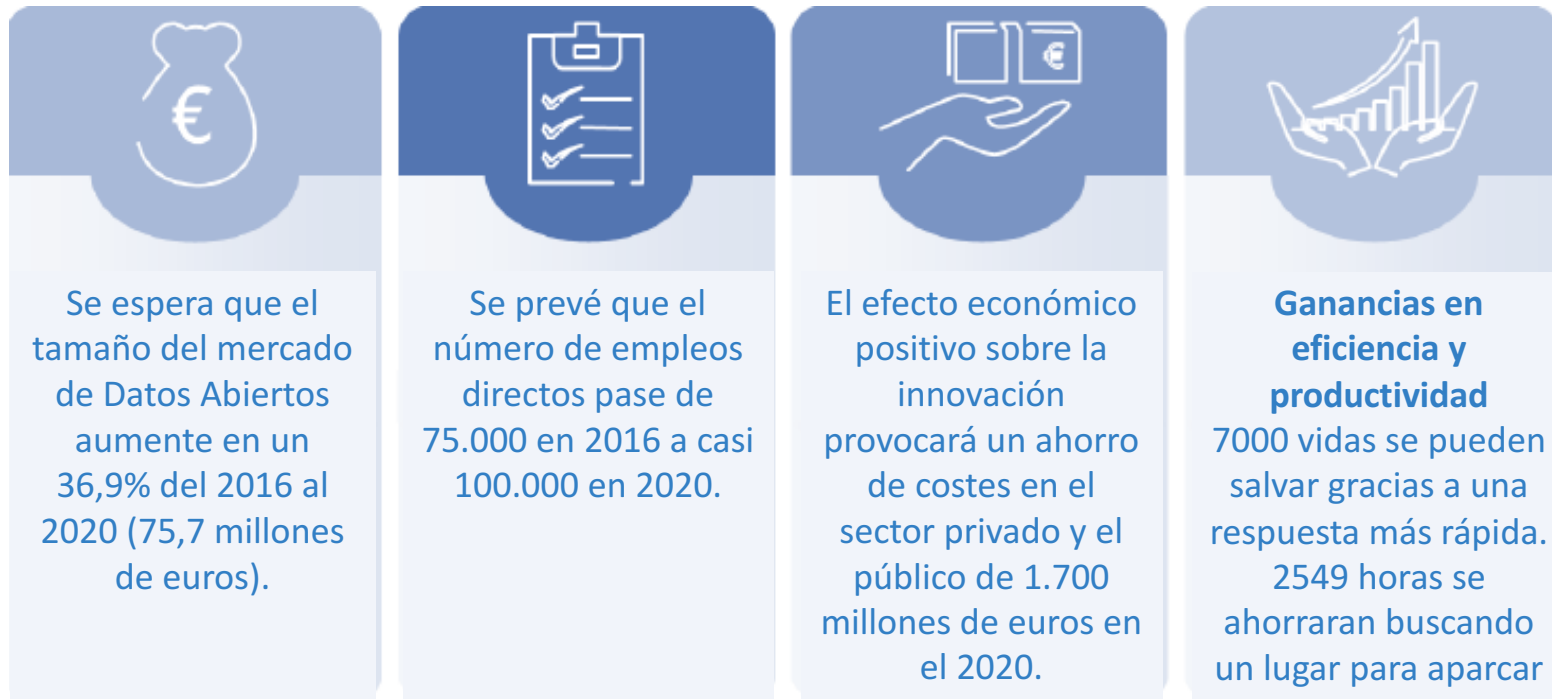 €
Se espera que el
tamaño del mercado
de Datos Abiertos
aumente en un
36,9% del 2016 al
2020 (75,7 millones
de euros).
Se prevé que el
número de empleos
directos pase de
75.000 en 2016 a casi
100.000 en 2020.
€
El efecto económico
positivo sobre la
innovación
provocará un ahorro
de costes en el
sector privado y el
público de 1.700
millones de euros en
el 2020.
Ganancias en
eficiencia y
productividad
7000 vidas se pueden
salvar gracias a una
respuesta más rápida.
2549 horas se
ahorraran buscando
un lugar para aparcar